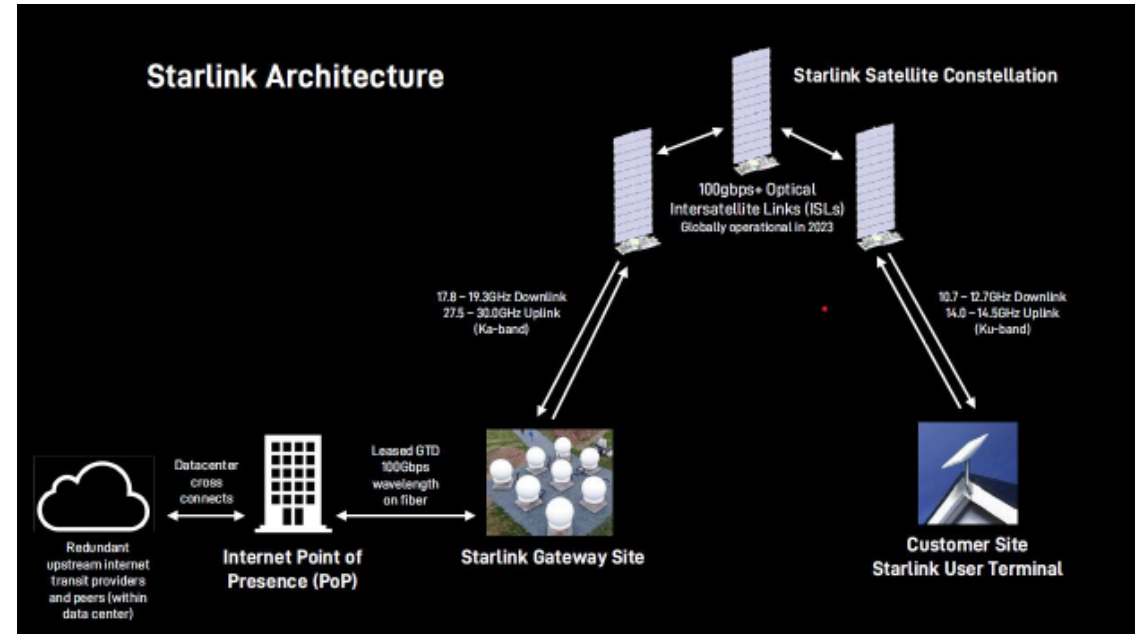 Starlink Architecture
Starlink Satellite Constellation
100gbps+ Optical
Intersatellite Links (ISLs)
Globally operational in 2023
17.8 – 19.3GHz Downlink
27.5 – 30.0GHz Uplink
(Ka-band)
10.7 – 12.7GHz Downlink
14.0 – 14.5GHz Uplink
(Ku-band)
Redundant
upstream internet
transit providers
and peers (within
data center)
Datacenter
cross
connects
Internet Point of
Presence (PoP)
Leased GTD
100Gbps
wavelength
on fiber
Starlink Gateway Site
Customer Site
Starlink User Terminal